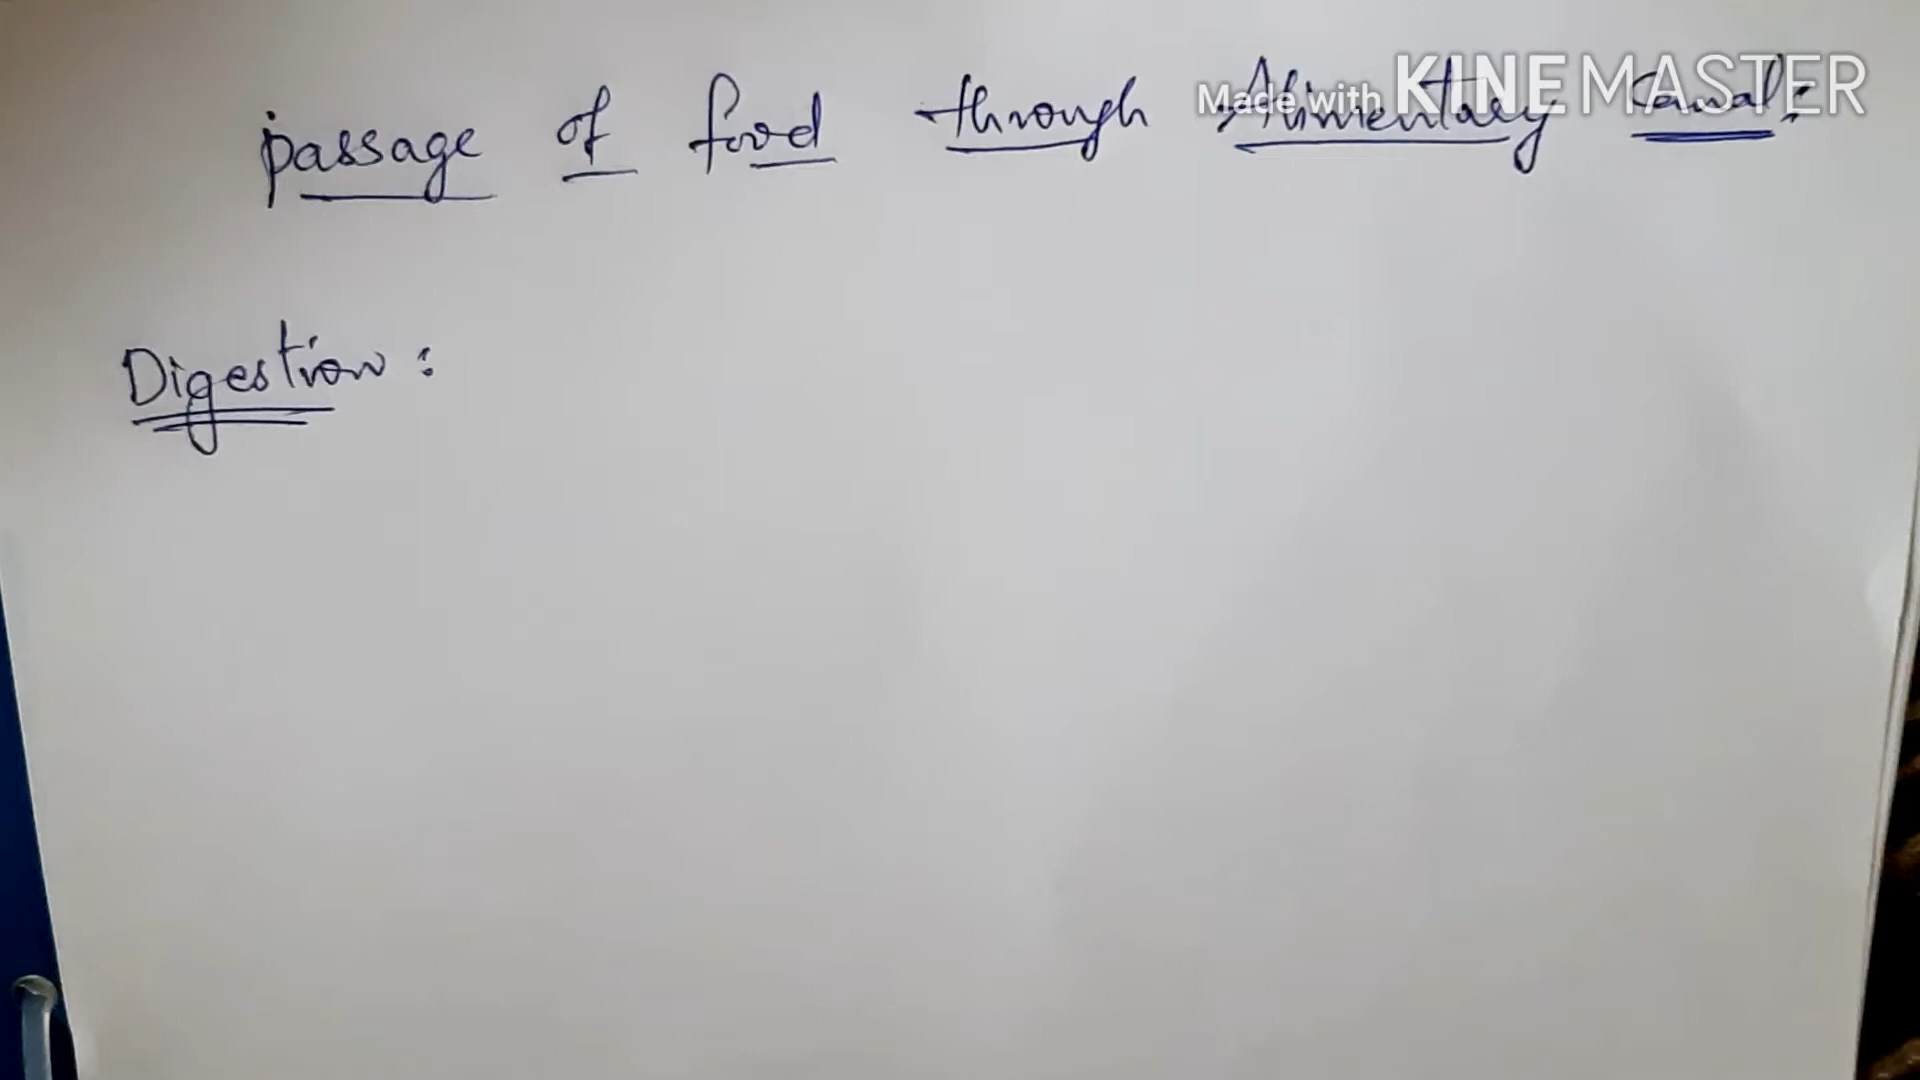 passage of food through Alimentary Canal:
Made with KINEMASTER
Digestion: